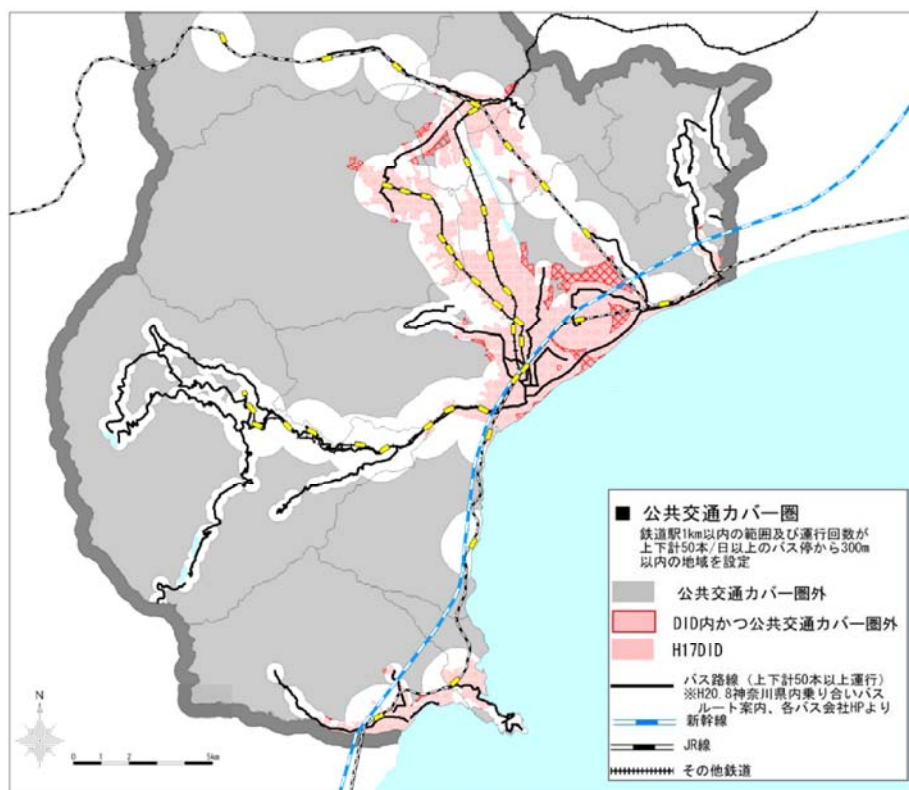 ■ 公共交通カバー圏
鉄道駅1km以内の範囲及び運行回数が
上下計50本/日以上のバス停から300m
以内の地域を設定
公共交通カバー圏外
DID内かつ公共交通カバー圏外
H17DID
バス路線（上下計50本以上運行）
※H20.8神奈川県内乗り合いバス
ルート案内、各バス会社HPより
新幹線
JR線
その他鉄道
N
0 1 2 5km